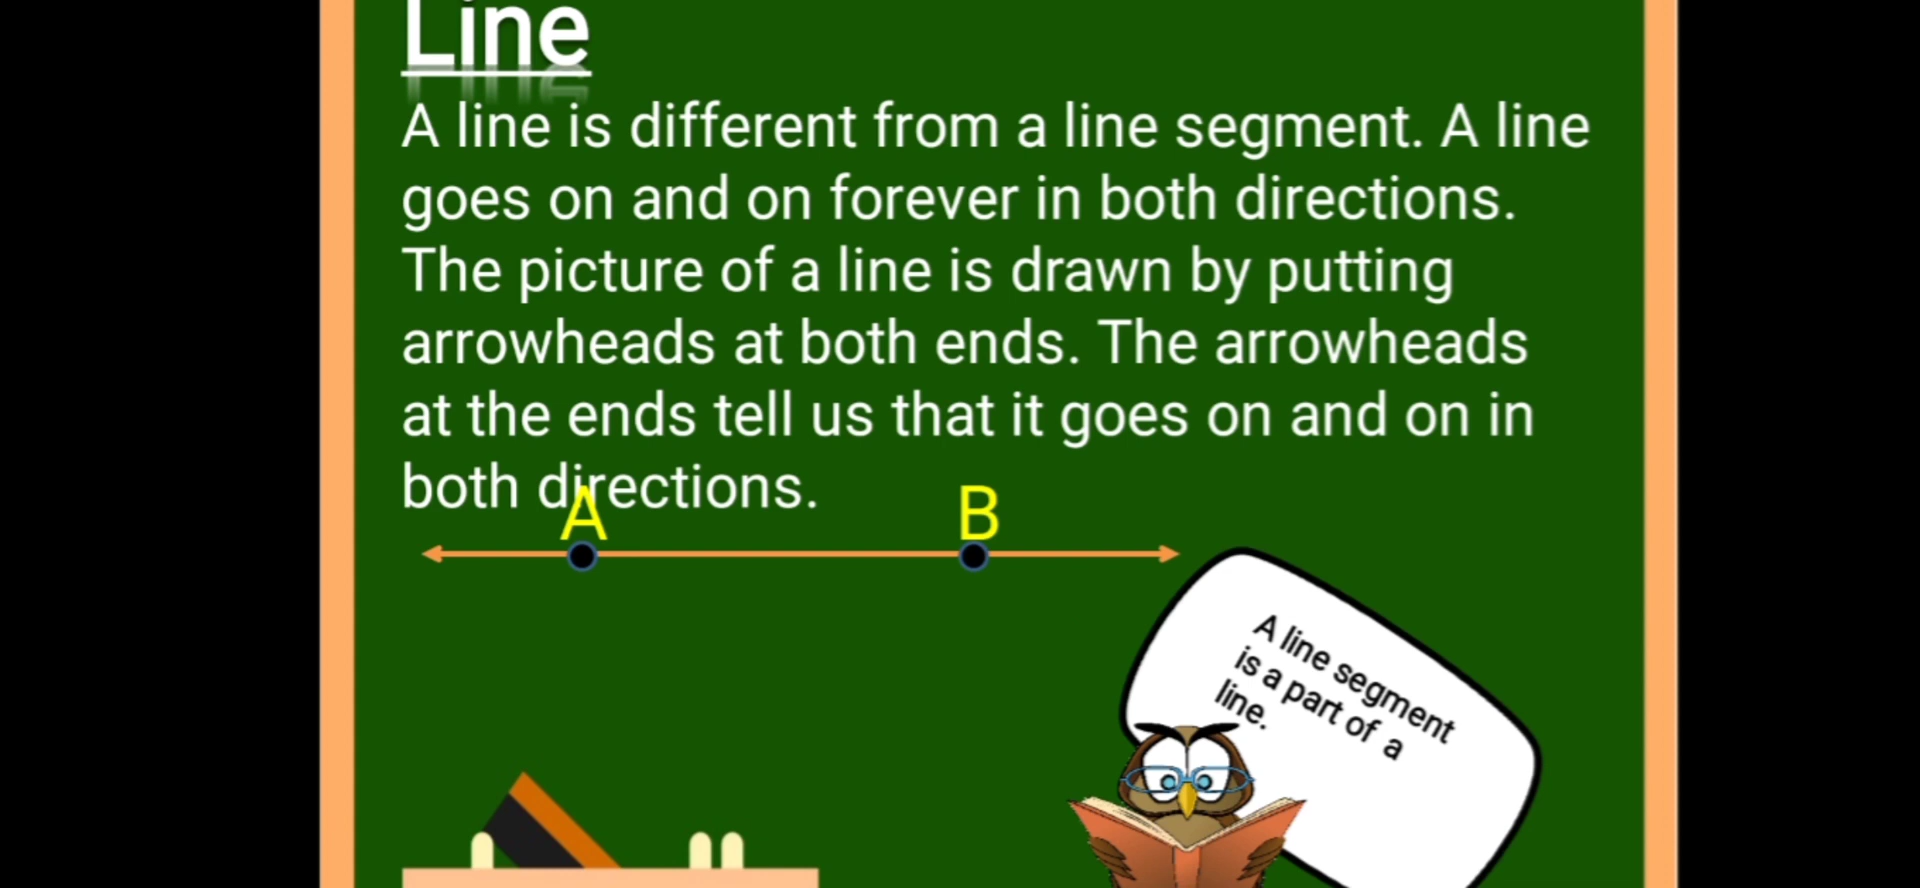 Line
A line is different from a line segment. A line
goes on and on forever in both directions.
The picture of a line is drawn by putting
arrowheads at both ends. The arrowheads
at the ends tell us that it goes on and on in
both directions.
A B
A line segment
is a part of a
line.